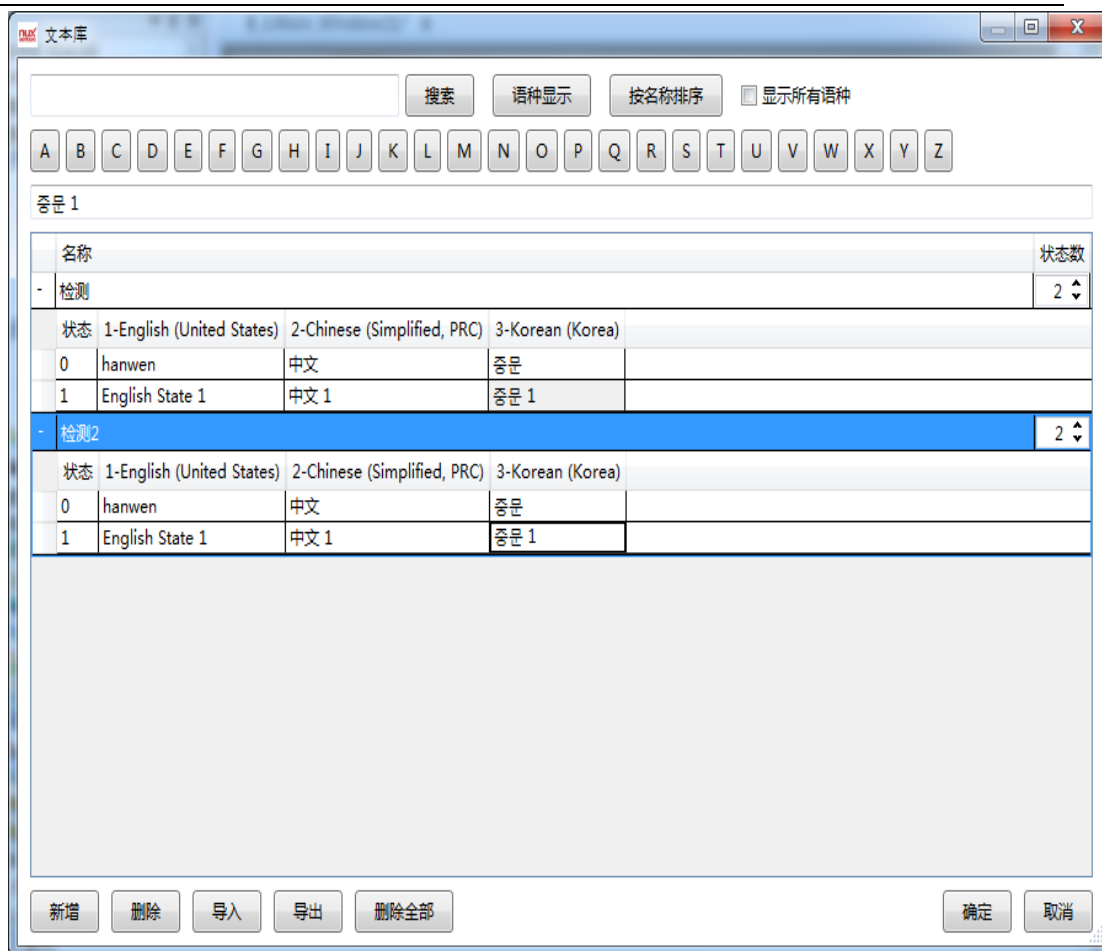 文本库
搜索 语种显示 按名称排序 显示所有语种
A B C D E F G H I J K L M N O P Q R S T U V W X Y Z
중문 1
名称 状态数
- 检测 2
状态 1-English (United States) 2-Chinese (Simplified, PRC) 3-Korean (Korea)
0 hanwen 中文 중문
1 English State 1 中文 1 중문 1
- 检测2 2
状态 1-English (United States) 2-Chinese (Simplified, PRC) 3-Korean (Korea)
0 hanwen 中文 중문
1 English State 1 中文 1 중문 1
新增 删除 导入 导出 删除全部 确定 取消